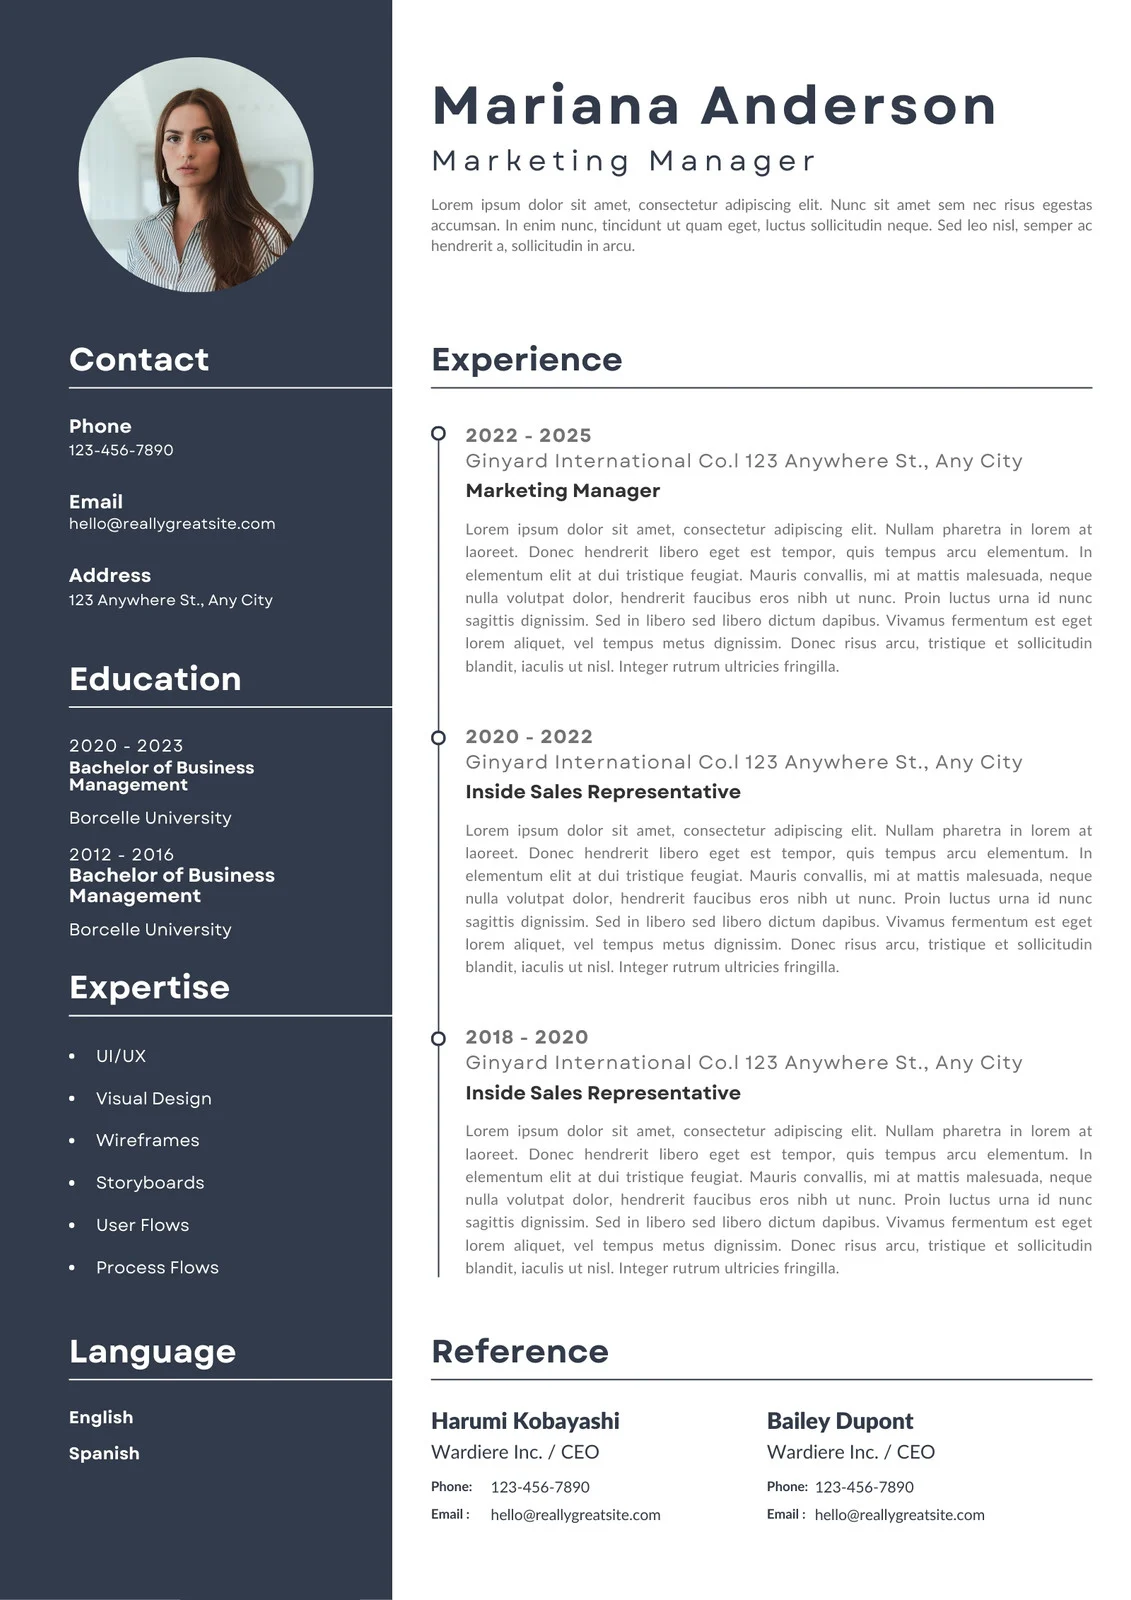 Mariana Anderson
Marketing Manager
Lorem ipsum dolor sit amet, consectetur adipiscing elit. Nunc sit amet sem nec risus egestas
accumsan. In enim nunc, tincidunt ut quam eget, luctus sollicitudin neque. Sed leo nisl, semper ac
hendrerit a, sollicitudin in arcu.
Contact
Phone
123-456-7890
Email
hello@reallygreatsite.com
Address
123 Anywhere St., Any City
Education
2020 - 2023
Bachelor of Business
Management
Borcelle University
2012 - 2016
Bachelor of Business
Management
Borcelle University
Expertise
• UI/UX
• Visual Design
• Wireframes
• Storyboards
• User Flows
• Process Flows
Language
English
Spanish
Experience
2022 - 2025
Ginyard International Co.l 123 Anywhere St., Any City
Marketing Manager
Lorem ipsum dolor sit amet, consectetur adipiscing elit. Nullam pharetra in lorem at
laoreet. Donec hendrerit libero eget est tempor, quis tempus arcu elementum. In
elementum elit at dui tristique feugiat. Mauris convallis, mi at mattis malesuada, neque
nulla volutpat dolor, hendrerit faucibus eros nibh ut nunc. Proin luctus urna id nunc
sagittis dignissim. Sed in libero sed libero dictum dapibus. Vivamus fermentum est eget
lorem aliquet, vel tempus metus dignissim. Donec risus arcu, tristique et sollicitudin
blandit, iaculis ut nisl. Integer rutrum ultricies fringilla.
2020 - 2022
Ginyard International Co.l 123 Anywhere St., Any City
Inside Sales Representative
Lorem ipsum dolor sit amet, consectetur adipiscing elit. Nullam pharetra in lorem at
laoreet. Donec hendrerit libero eget est tempor, quis tempus arcu elementum. In
elementum elit at dui tristique feugiat. Mauris convallis, mi at mattis malesuada, neque
nulla volutpat dolor, hendrerit faucibus eros nibh ut nunc. Proin luctus urna id nunc
sagittis dignissim. Sed in libero sed libero dictum dapibus. Vivamus fermentum est eget
lorem aliquet, vel tempus metus dignissim. Donec risus arcu, tristique et sollicitudin
blandit, iaculis ut nisl. Integer rutrum ultricies fringilla.
2018 - 2020
Ginyard International Co.l 123 Anywhere St., Any City
Inside Sales Representative
Lorem ipsum dolor sit amet, consectetur adipiscing elit. Nullam pharetra in lorem at
laoreet. Donec hendrerit libero eget est tempor, quis tempus arcu elementum. In
elementum elit at dui tristique feugiat. Mauris convallis, mi at mattis malesuada, neque
nulla volutpat dolor, hendrerit faucibus eros nibh ut nunc. Proin luctus urna id nunc
sagittis dignissim. Sed in libero sed libero dictum dapibus. Vivamus fermentum est eget
lorem aliquet, vel tempus metus dignissim. Donec risus arcu, tristique et sollicitudin
blandit, iaculis ut nisl. Integer rutrum ultricies fringilla.
Reference
Harumi Kobayashi
Wardiere Inc. / CEO
Phone: 123-456-7890
Email : hello@reallygreatsite.com
Bailey Dupont
Wardiere Inc. / CEO
Phone: 123-456-7890
Email : hello@reallygreatsite.com